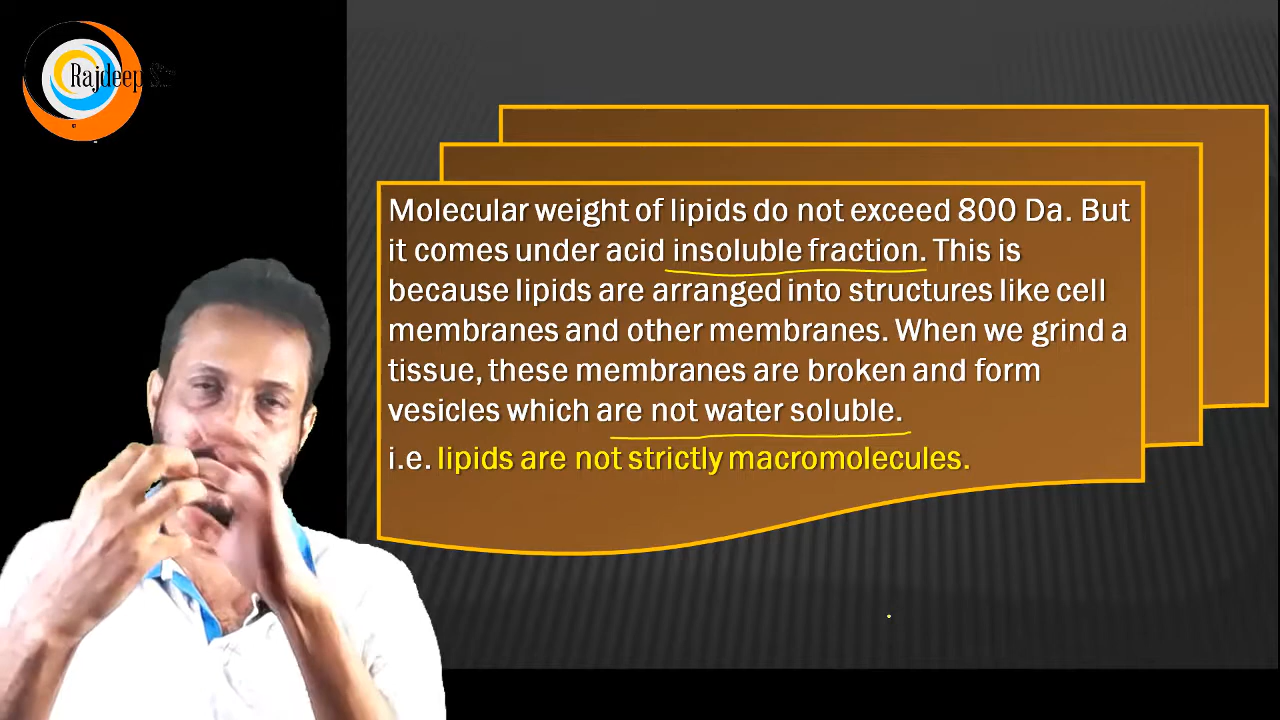 Rajdeep Sir
Molecular weight of lipids do not exceed 800 Da. But
it comes under acid insoluble fraction. This is
because lipids are arranged into structures like cell
membranes and other membranes. When we grind a
tissue, these membranes are broken and form
vesicles which are not water soluble.
i.e. lipids are not strictly macromolecules.